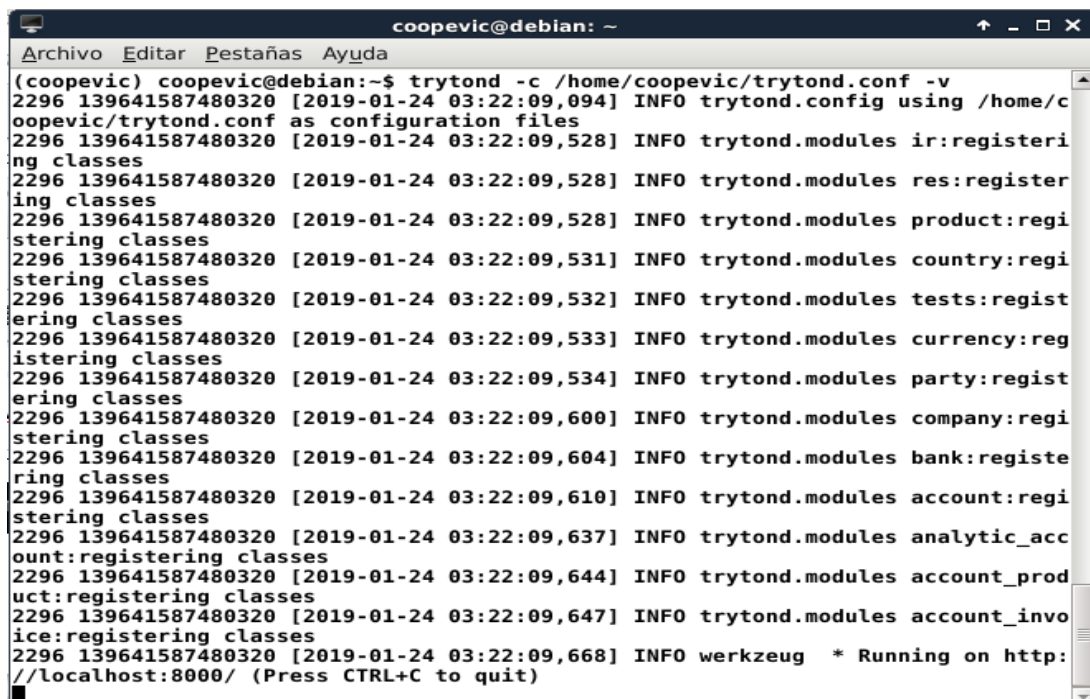 coopevic@debian: ~
Archivo Editar Pestañas Ayuda
(coopevic) coopevic@debian:~$ trytond -c /home/coopevic/trytond.conf -v
2296 139641587480320 [2019-01-24 03:22:09,094] INFO trytond.config using /home/c
oopevic/trytond.conf as configuration files
2296 139641587480320 [2019-01-24 03:22:09,528] INFO trytond.modules ir:registeri
ng classes
2296 139641587480320 [2019-01-24 03:22:09,528] INFO trytond.modules res:register
ing classes
2296 139641587480320 [2019-01-24 03:22:09,528] INFO trytond.modules product:regi
stering classes
2296 139641587480320 [2019-01-24 03:22:09,531] INFO trytond.modules country:regi
stering classes
2296 139641587480320 [2019-01-24 03:22:09,532] INFO trytond.modules tests:regist
ering classes
2296 139641587480320 [2019-01-24 03:22:09,533] INFO trytond.modules currency:reg
istering classes
2296 139641587480320 [2019-01-24 03:22:09,534] INFO trytond.modules party:regist
ering classes
2296 139641587480320 [2019-01-24 03:22:09,600] INFO trytond.modules company:regi
stering classes
2296 139641587480320 [2019-01-24 03:22:09,604] INFO trytond.modules bank:registe
ring classes
2296 139641587480320 [2019-01-24 03:22:09,610] INFO trytond.modules account:regi
stering classes
2296 139641587480320 [2019-01-24 03:22:09,637] INFO trytond.modules analytic_acc
ount:registering classes
2296 139641587480320 [2019-01-24 03:22:09,644] INFO trytond.modules account_prod
uct:registering classes
2296 139641587480320 [2019-01-24 03:22:09,647] INFO trytond.modules account_invo
ice:registering classes
2296 139641587480320 [2019-01-24 03:22:09,668] INFO werkzeug  * Running on http:
//localhost:8000/ (Press CTRL+C to quit)